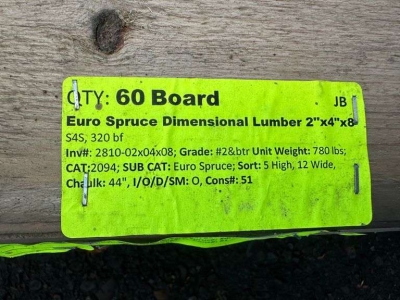 QTY: 60 Board
JB
Euro Spruce Dimensional Lumber 2"x4"x8
S4S, 320 bf
Inv#: 2810-02x04x08; Grade: #2&btr Unit Weight: 780 lbs;
CAT:2094; SUB CAT: Euro Spruce; Sort: 5 High, 12 Wide,
Chaulk: 44", I/O/D/SM: O, Cons#: 51